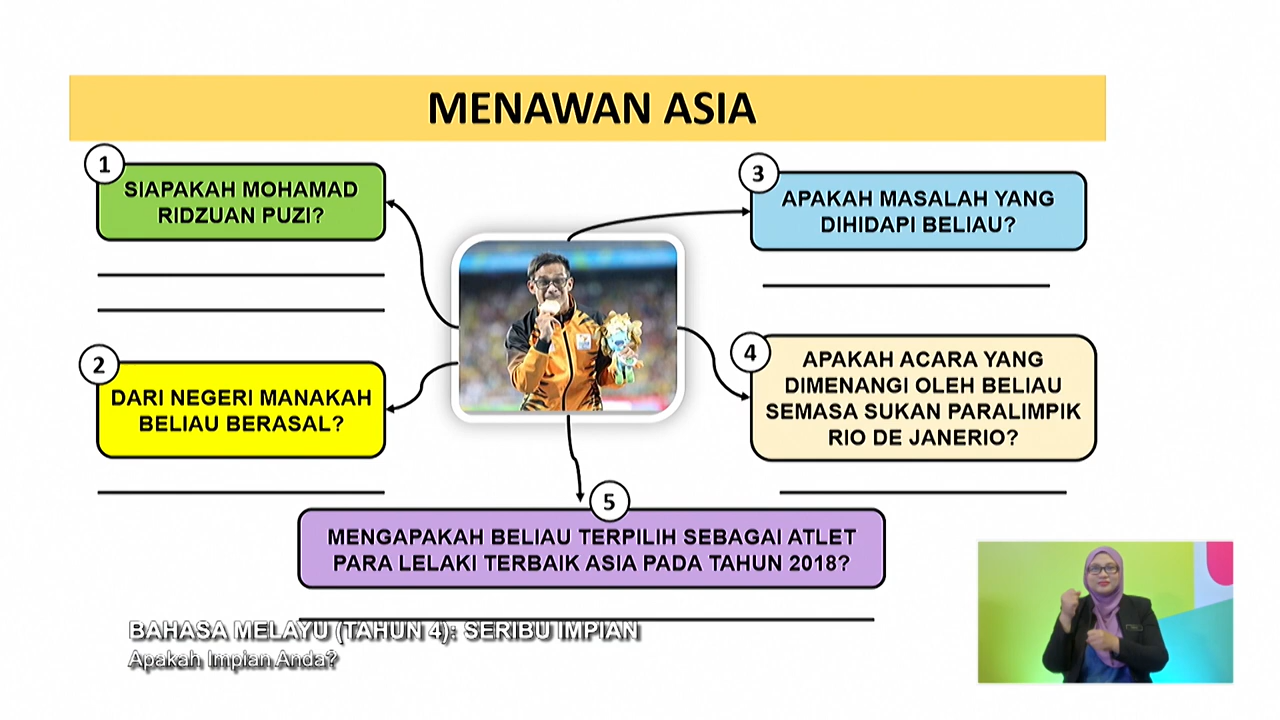 MENAWAN ASIA
1
SIAPAKAH MOHAMAD
RIDZUAN PUZI?
2
DARI NEGERI MANAKAH
BELIAU BERASAL?
3
APAKAH MASALAH YANG
DIHIDAPI BELIAU?
4
APAKAH ACARA YANG
DIMENANGI OLEH BELIAU
SEMASA SUKAN PARALIMPIK
RIO DE JANERIO?
5
MENGAPAKAH BELIAU TERPILIH SEBAGAI ATLET
PARA LELAKI TERBAIK ASIA PADA TAHUN 2018?
BAHASA MELAYU (TAHUN 4): SERIBU IMPIAN
Apakah Impian Anda?